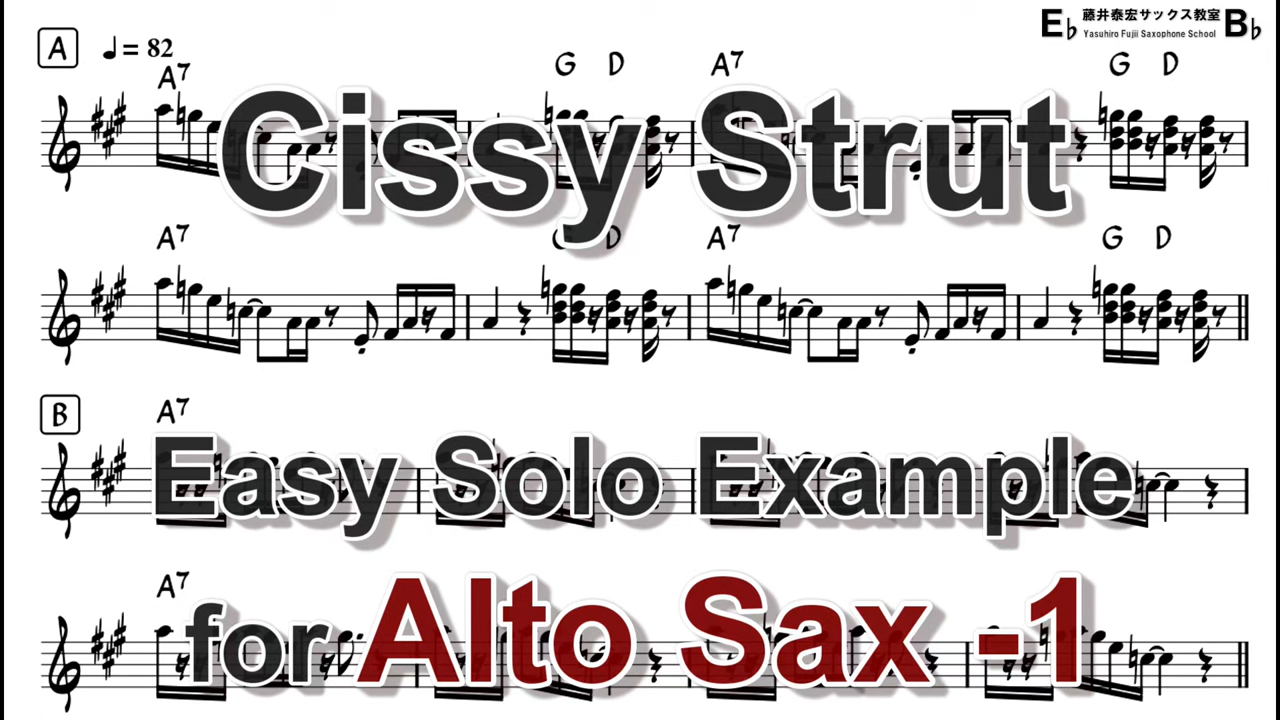 E♭ 藤井泰宏サックス教室 B♭
Yasuhiro Fujii Saxophone School
A ♩= 82
A7 G D A7 G D
Cissy Strut
A7 G D A7 G D
B A7
Easy Solo Example
A7
for Alto Sax -1